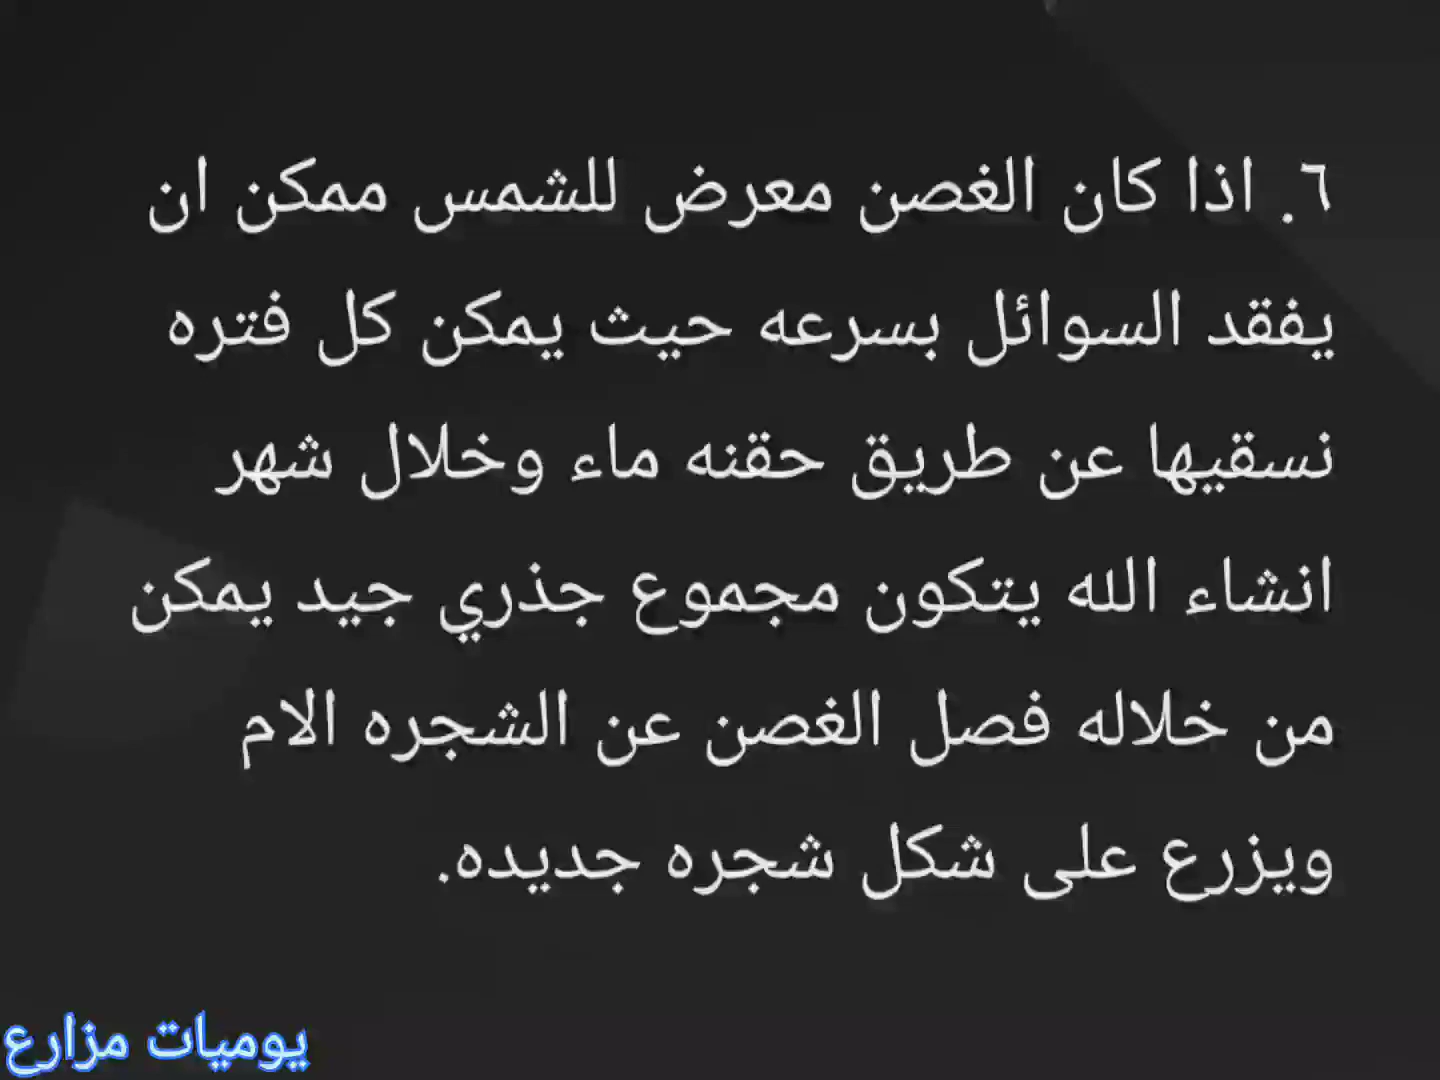 ٦. اذا كان الغصن معرض للشمس ممكن ان
يفقد السوائل بسرعه حيث يمكن كل فتره
نسقيها عن طريق حقنه ماء وخلال شهر
انشاء الله يتكون مجموع جذري جيد يمكن
من خلاله فصل الغصن عن الشجره الام
ويزرع على شكل شجره جديده.
يوميات مزارع